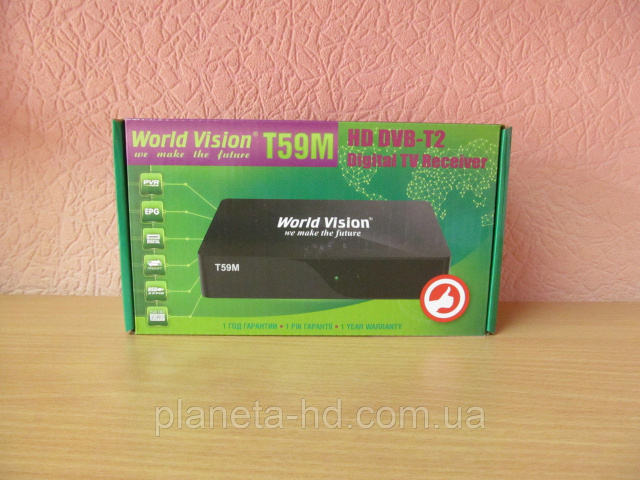 World Vision® T59M
we make the future
HD DVB-T2
Digital TV Receiver
PVR
EPG
World Vision®
we make the future
T59M
1 ГОД ГАРАНТИИ • 1 РІК ГАРАНТІЇ • 1 YEAR WARRANTY
planeta-hd.com.ua